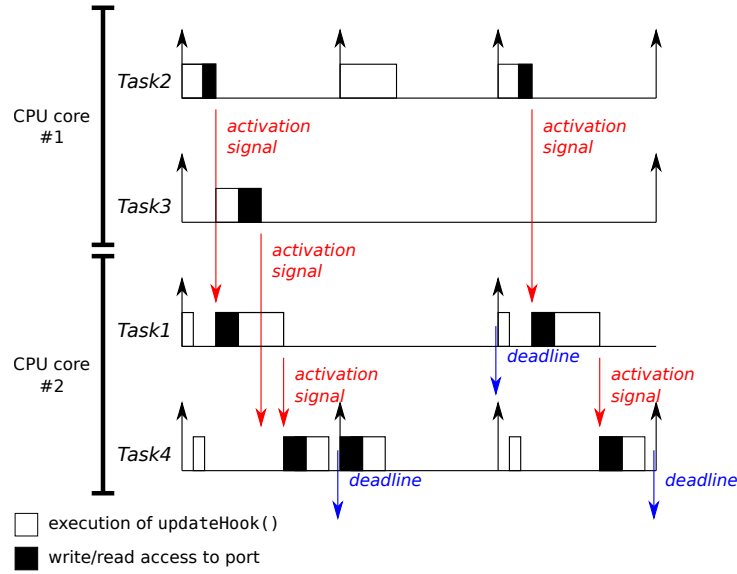 Task2
activation
signal
activation
signal
CPU core
#1
Task3
activation
signal
Task1
deadline
CPU core
#2
activation
signal
activation
signal
Task4
deadline
deadline
execution of updateHook()
write/read access to port